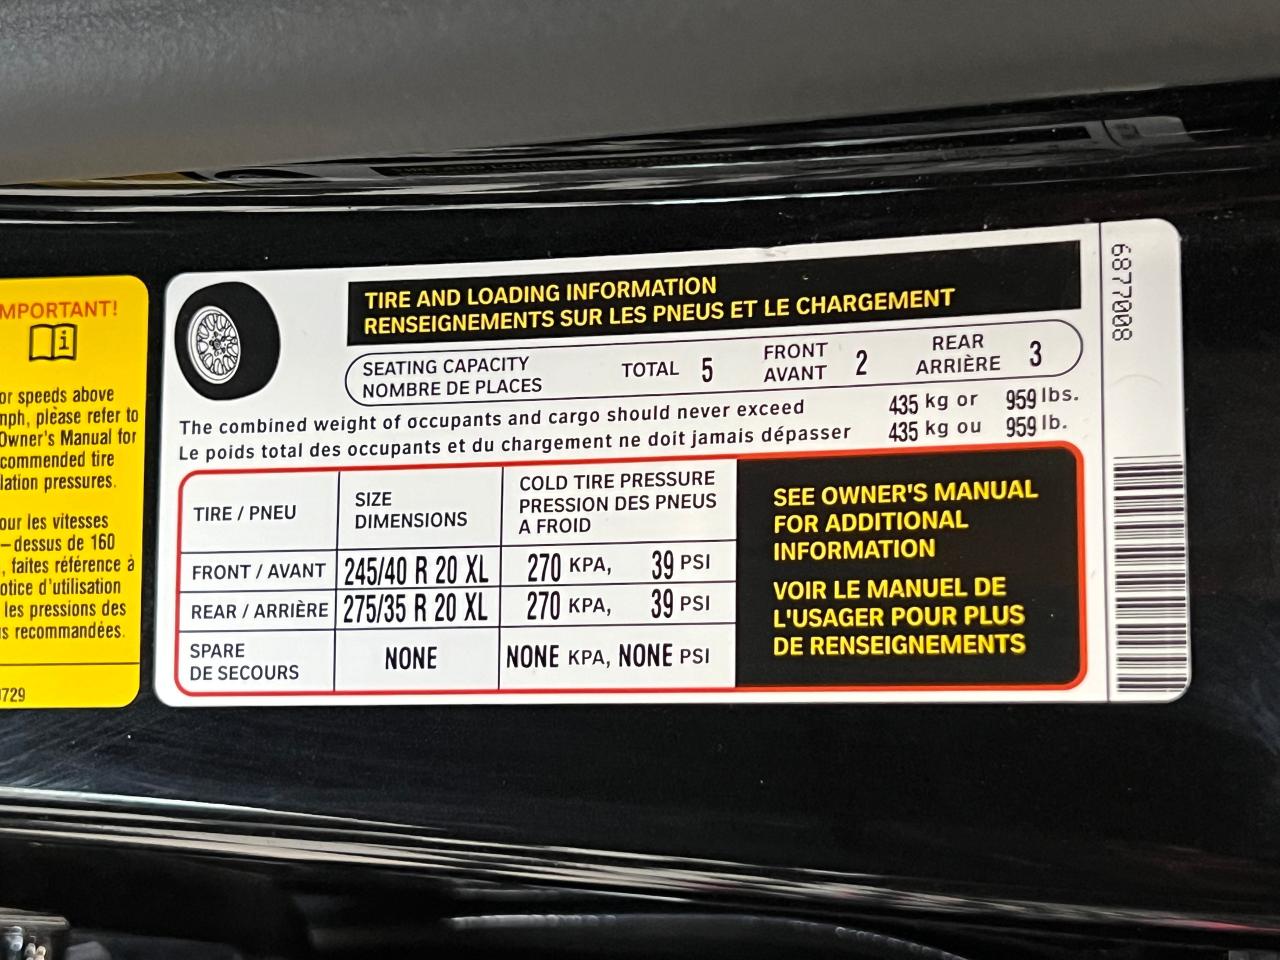 MPORTANT!
or speeds above
mph, please refer to
Owner's Manual for
commended tire
lation pressures.
our les vitesses
–dessus de 160
, faites référence à
otice d'utilisation
les pressions des
s recommandées.
729
TIRE AND LOADING INFORMATION
RENSEIGNEMENTS SUR LES PNEUS ET LE CHARGEMENT
SEATING CAPACITY
NOMBRE DE PLACES
TOTAL 5
FRONT
AVANT 2
REAR
ARRIÈRE 3
The combined weight of occupants and cargo should never exceed 435 kg or 959 lbs.
Le poids total des occupants et du chargement ne doit jamais dépasser 435 kg ou 959 lb.
TIRE / PNEU
SIZE
DIMENSIONS
COLD TIRE PRESSURE
PRESSION DES PNEUS
A FROID
FRONT / AVANT 245/40 R 20 XL 270 KPA, 39 PSI
REAR / ARRIÈRE 275/35 R 20 XL 270 KPA, 39 PSI
SPARE
DE SECOURS
NONE NONE KPA, NONE PSI
SEE OWNER'S MANUAL
FOR ADDITIONAL
INFORMATION
VOIR LE MANUEL DE
L'USAGER POUR PLUS
DE RENSEIGNEMENTS
6877008